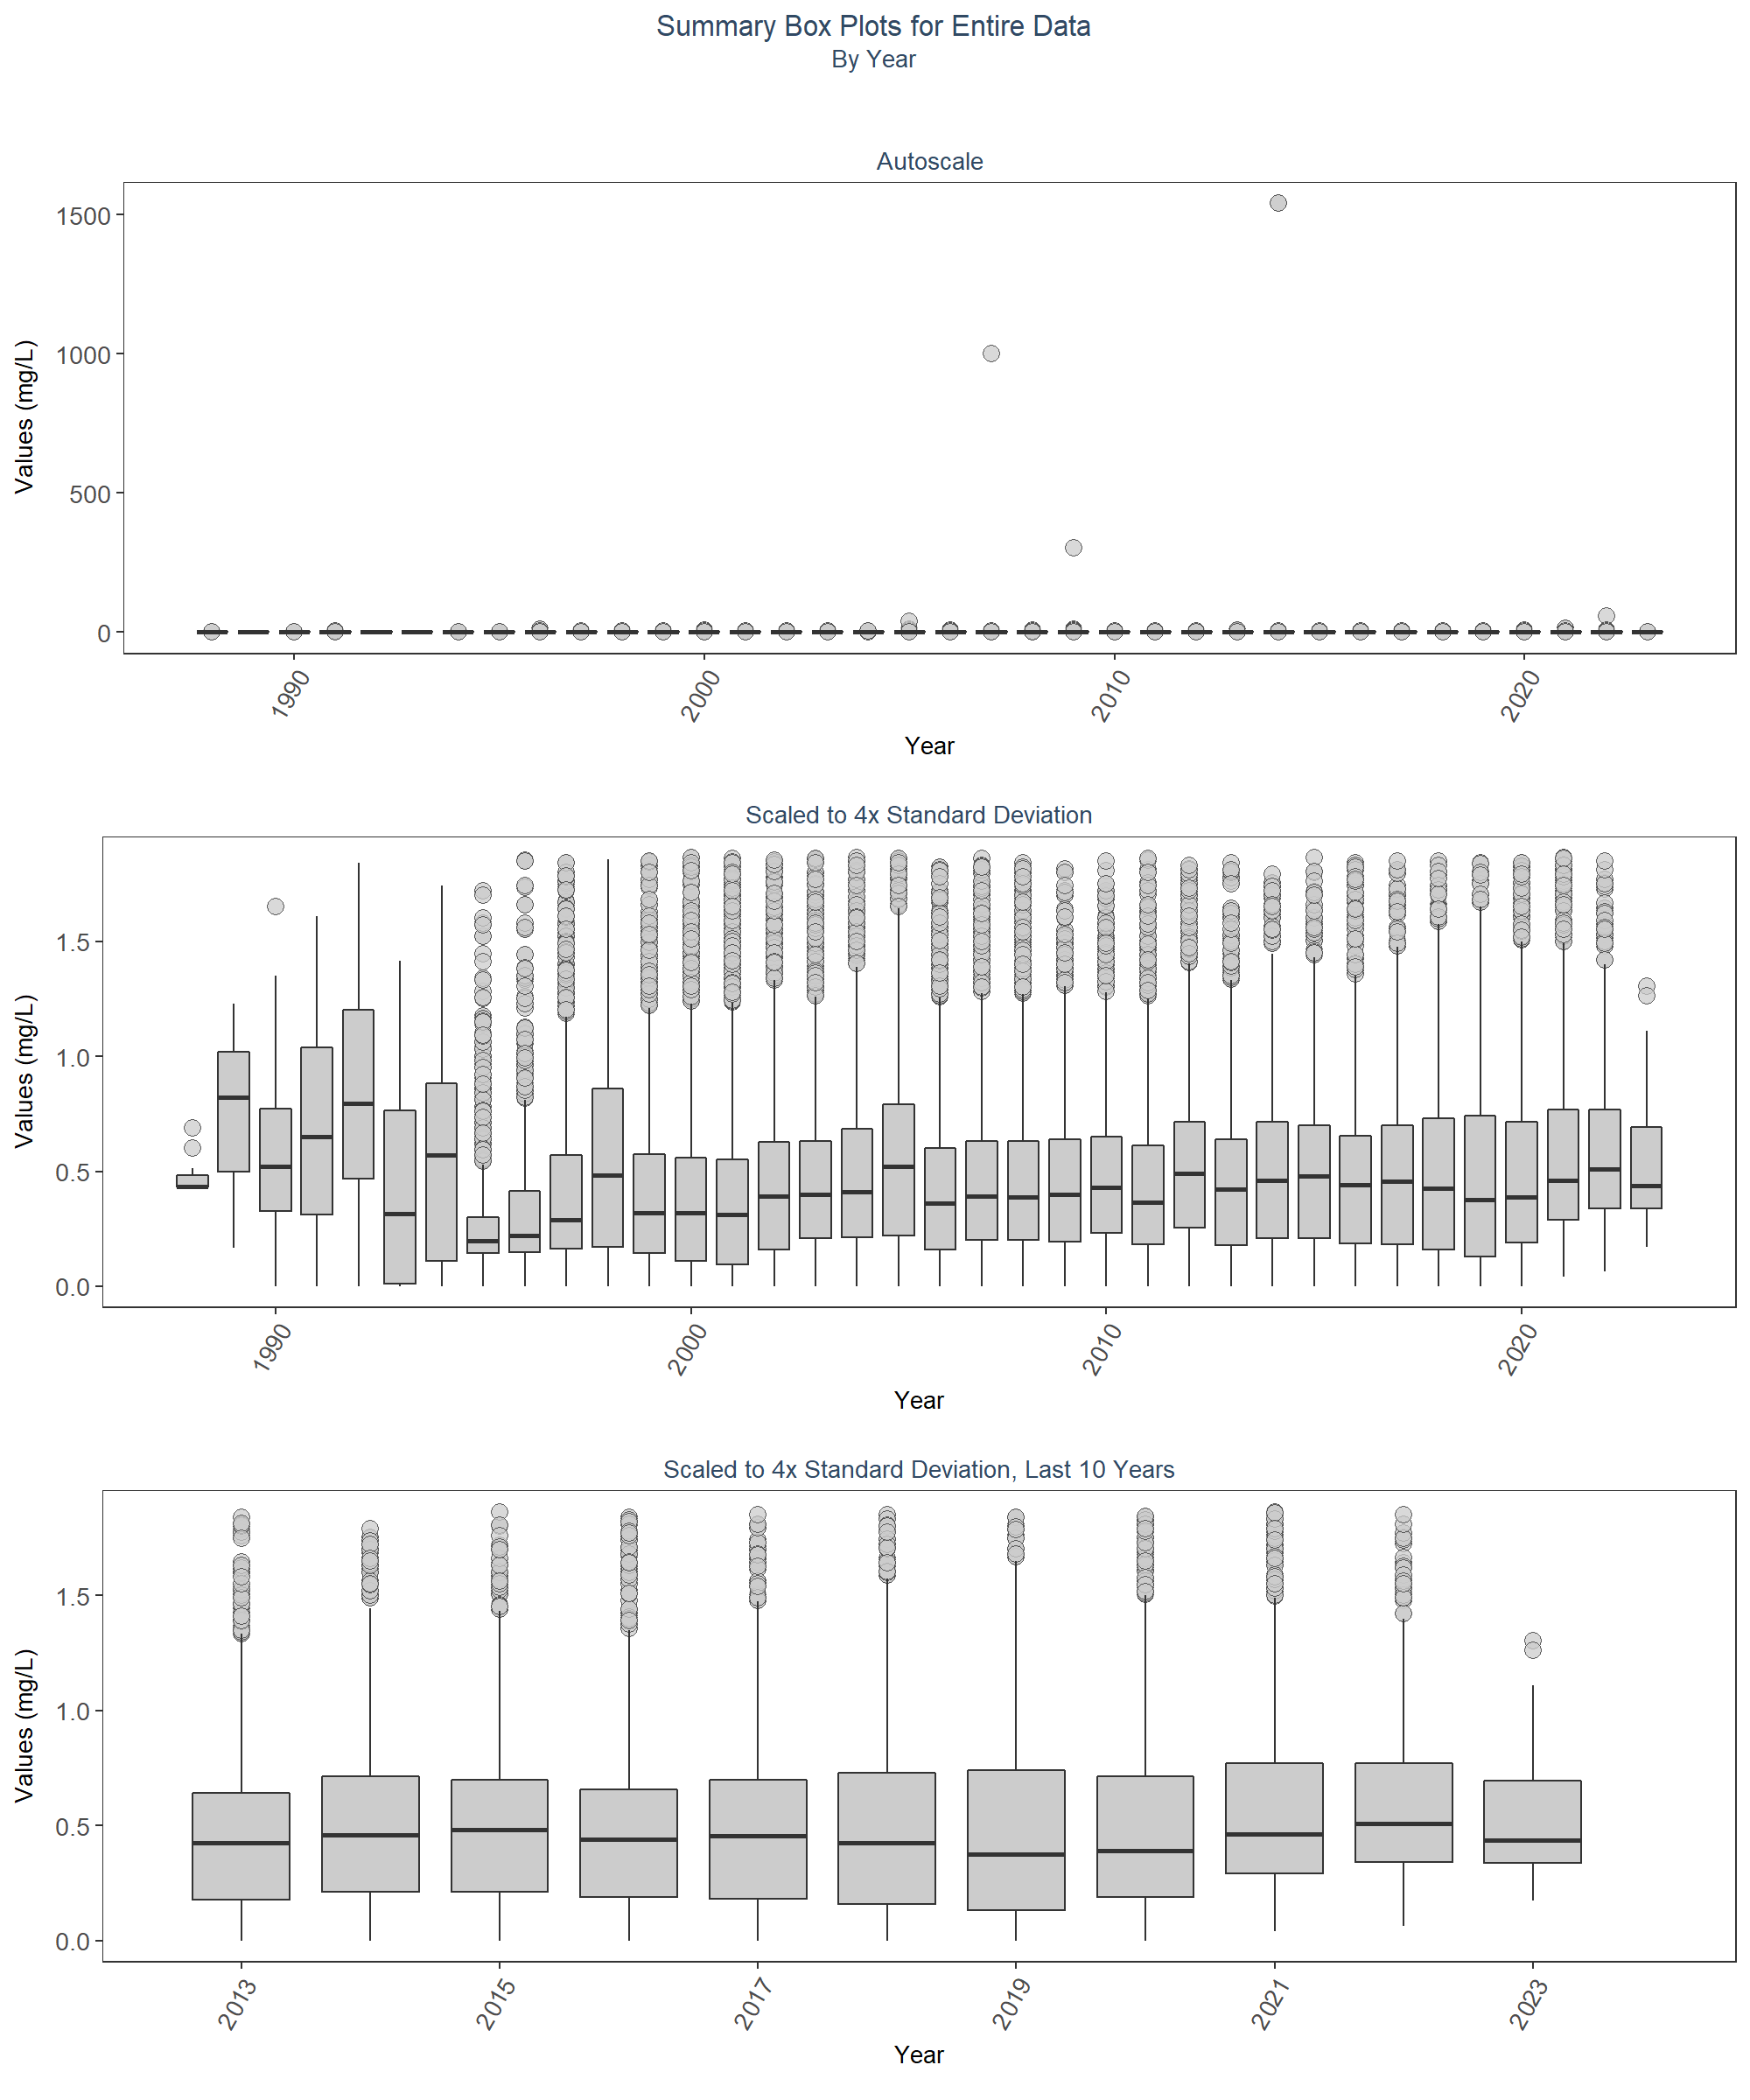 Summary Box Plots for Entire Data
By Year
Autoscale
Values (mg/L)
1500
1000
500
0
1990
2000
2010
2020
Year
Scaled to 4x Standard Deviation
Values (mg/L)
1.5
1.0
0.5
0.0
1990
2000
2010
2020
Year
Scaled to 4x Standard Deviation, Last 10 Years
Values (mg/L)
1.5
1.0
0.5
0.0
2013
2015
2017
2019
2021
2023
Year